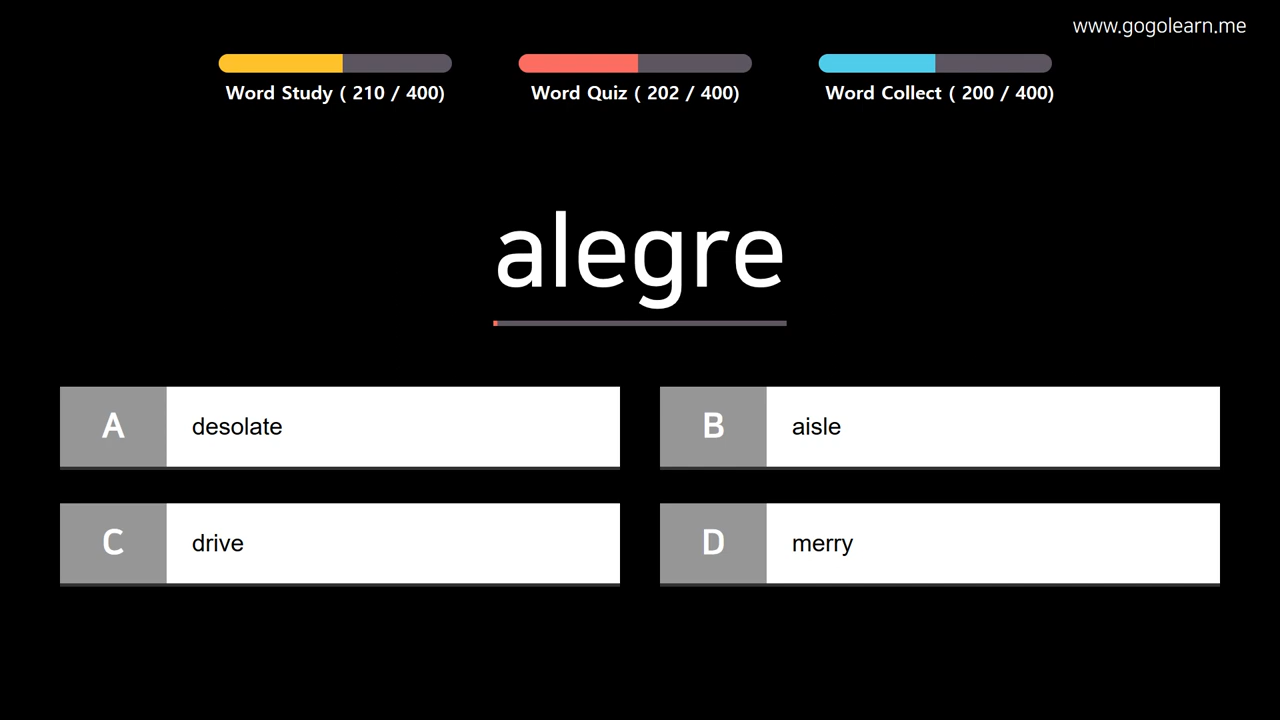 www.gogolearn.me
Word Study ( 210 / 400)
Word Quiz ( 202 / 400)
Word Collect ( 200 / 400)
alegre
A desolate
B aisle
C drive
D merry